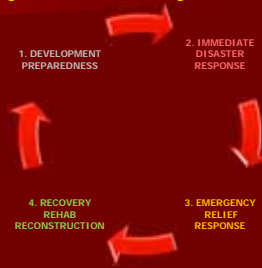 1. DEVELOPMENT
PREPAREDNESS
2. IMMEDIATE
DISASTER
RESPONSE
3. EMERGENCY
RELIEF
RESPONSE
4. RECOVERY
REHAB
RECONSTRUCTION